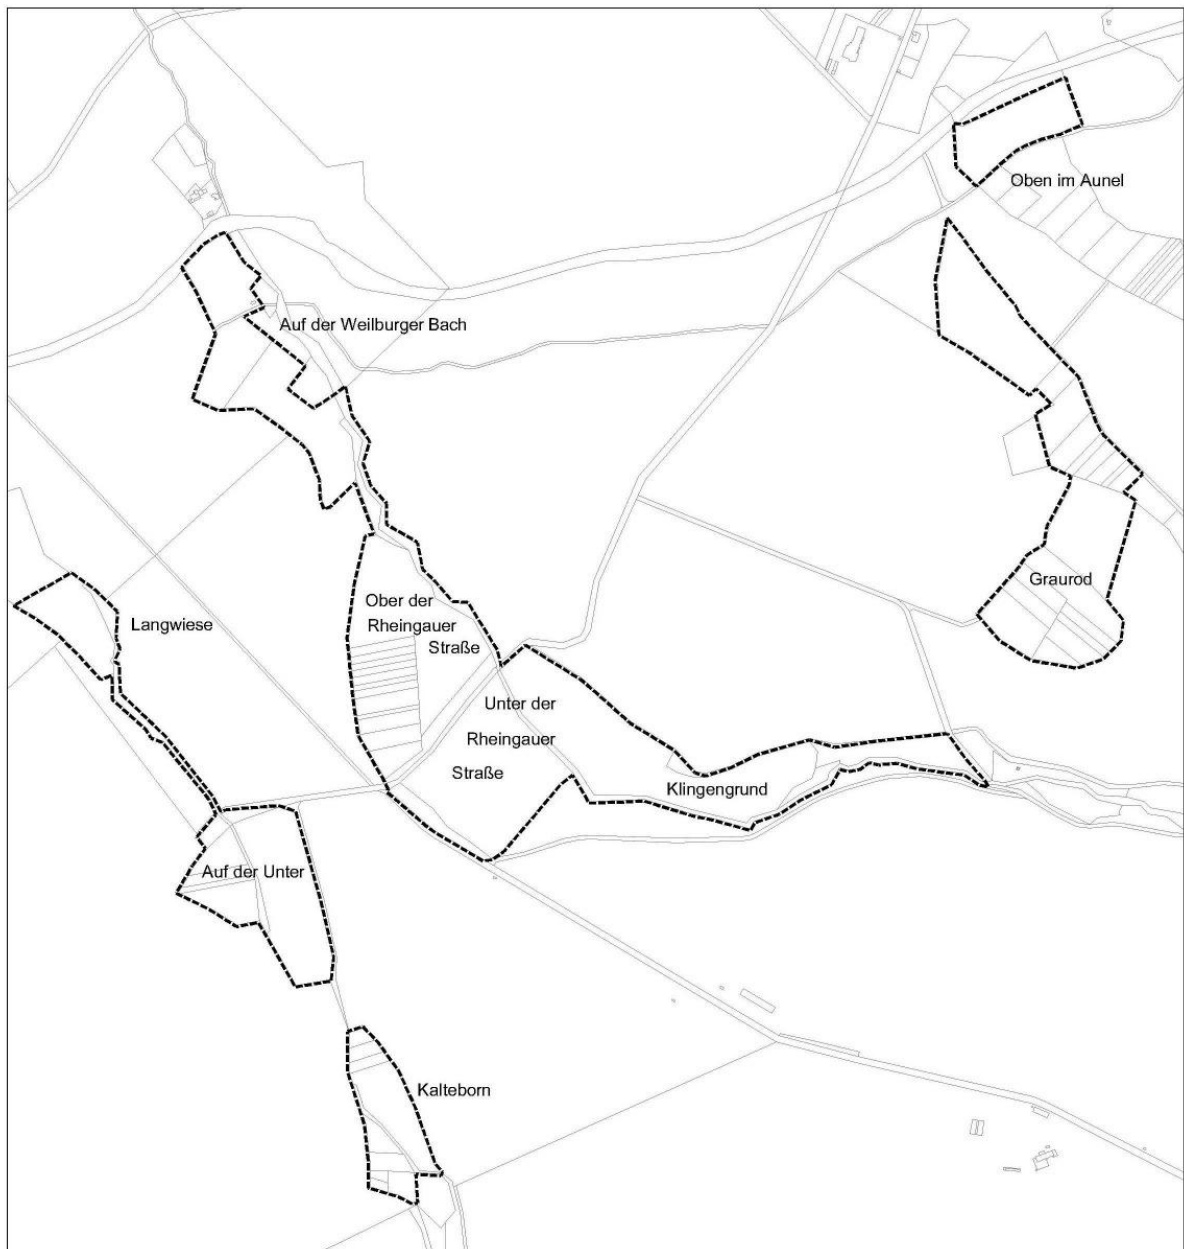 Oben im Aunel
Auf der Weilburger Bach
Graurod
Langwiese
Ober der
Rheingauer
Straße
Unter der
Rheingauer
Straße
Klingengrund
Auf der Unter
Kalteborn